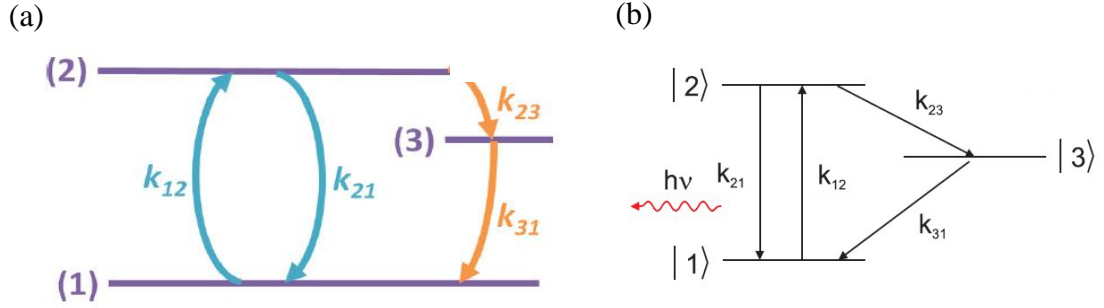 (a)
(2)
k23
(3)
k12
k21
k31
(1)
(b)
| 2⟩
k23
| 3⟩
hν
k21
k12
k31
| 1⟩